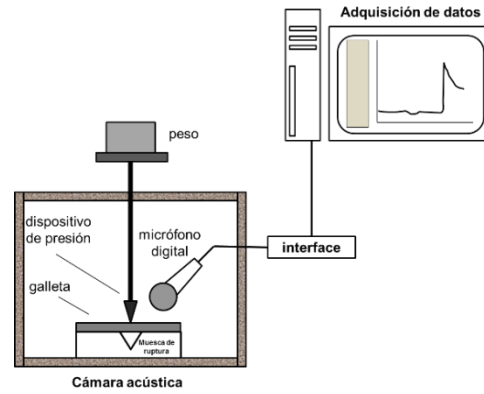 Adquisición de datos
peso
dispositivo
de presión
micrófono
digital
interface
galleta
Muesca de
ruptura
Cámara acústica